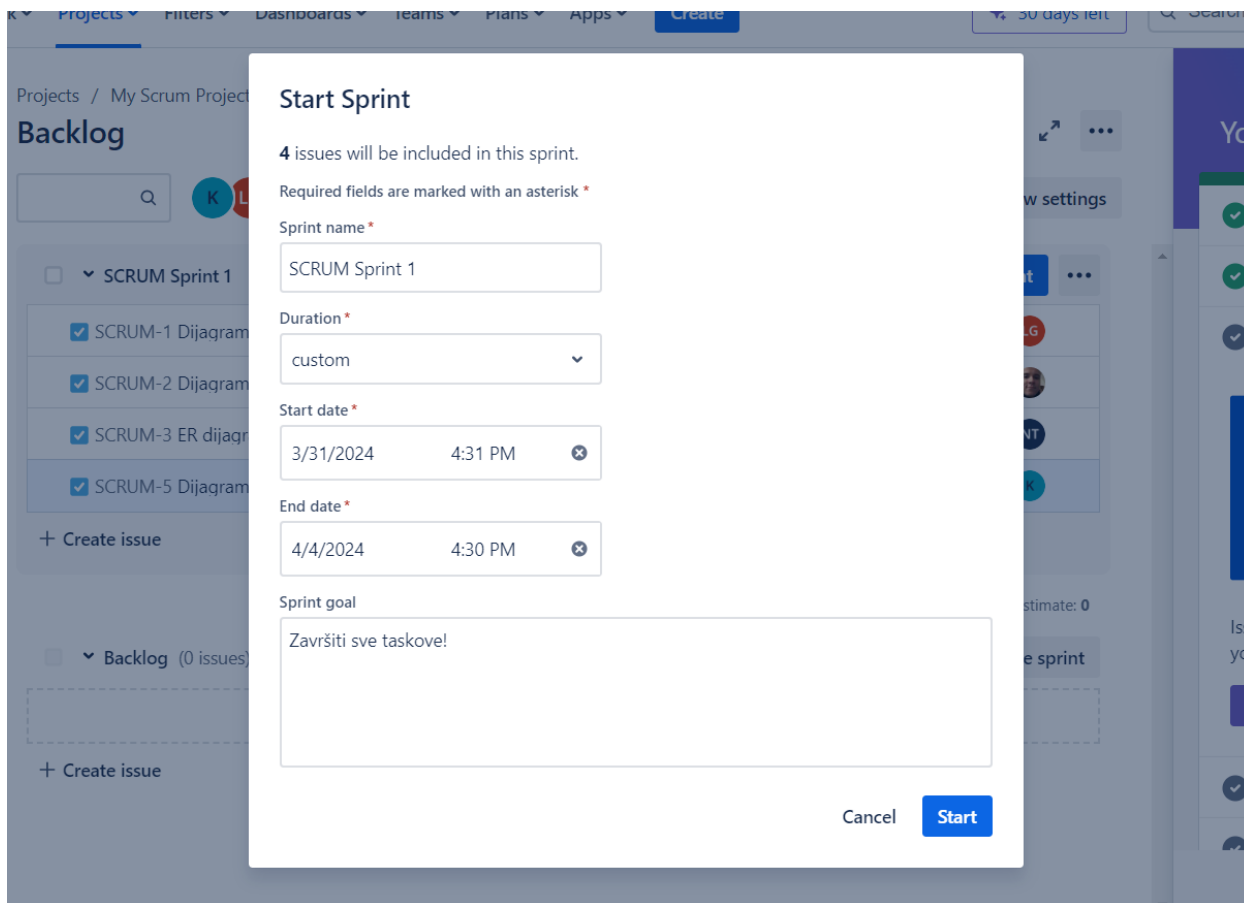 Projects Filters Dashboards Teams Plans Apps Create 30 days left Search
Projects / My Scrum Project
Backlog
K
SCRUM Sprint 1
SCRUM-1 Dijagram
SCRUM-2 Dijagram
SCRUM-3 ER
SCRUM-5 Dijagram
+ Create issue
Backlog (0 issues)
+ Create issue
Start Sprint
4 issues will be included in this sprint.
Required fields are marked with an asterisk *
Sprint name *
SCRUM Sprint 1
Duration *
custom
Start date *
3/31/2024 4:31 PM
End date *
4/4/2024 4:30 PM
Sprint goal
Završiti sve taskove!
Cancel Start
settings
LG
NT
K
estimate: 0
sprint